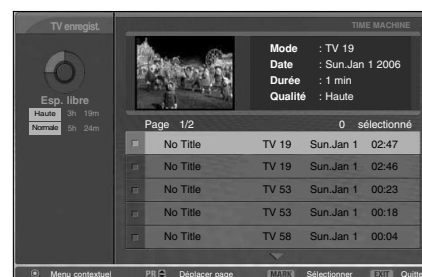 TV enregist.
TIME MACHINE
Mode : TV 19
Date : Sun.Jan 1 2006
Durée : 1 min
Qualité : Haute
Esp. libre
Haute 3h 19m
Normale 5h 24m
Page 1/2 0 sélectionné
No Title TV 19 Sun.Jan 1 02:47
No Title TV 19 Sun.Jan 1 02:46
No Title TV 53 Sun.Jan 1 00:23
No Title TV 53 Sun.Jan 1 00:18
No Title TV 58 Sun.Jan 1 00:04
Menu contextuel PR Déplacer page MARK Sélectionner EXIT Quitte